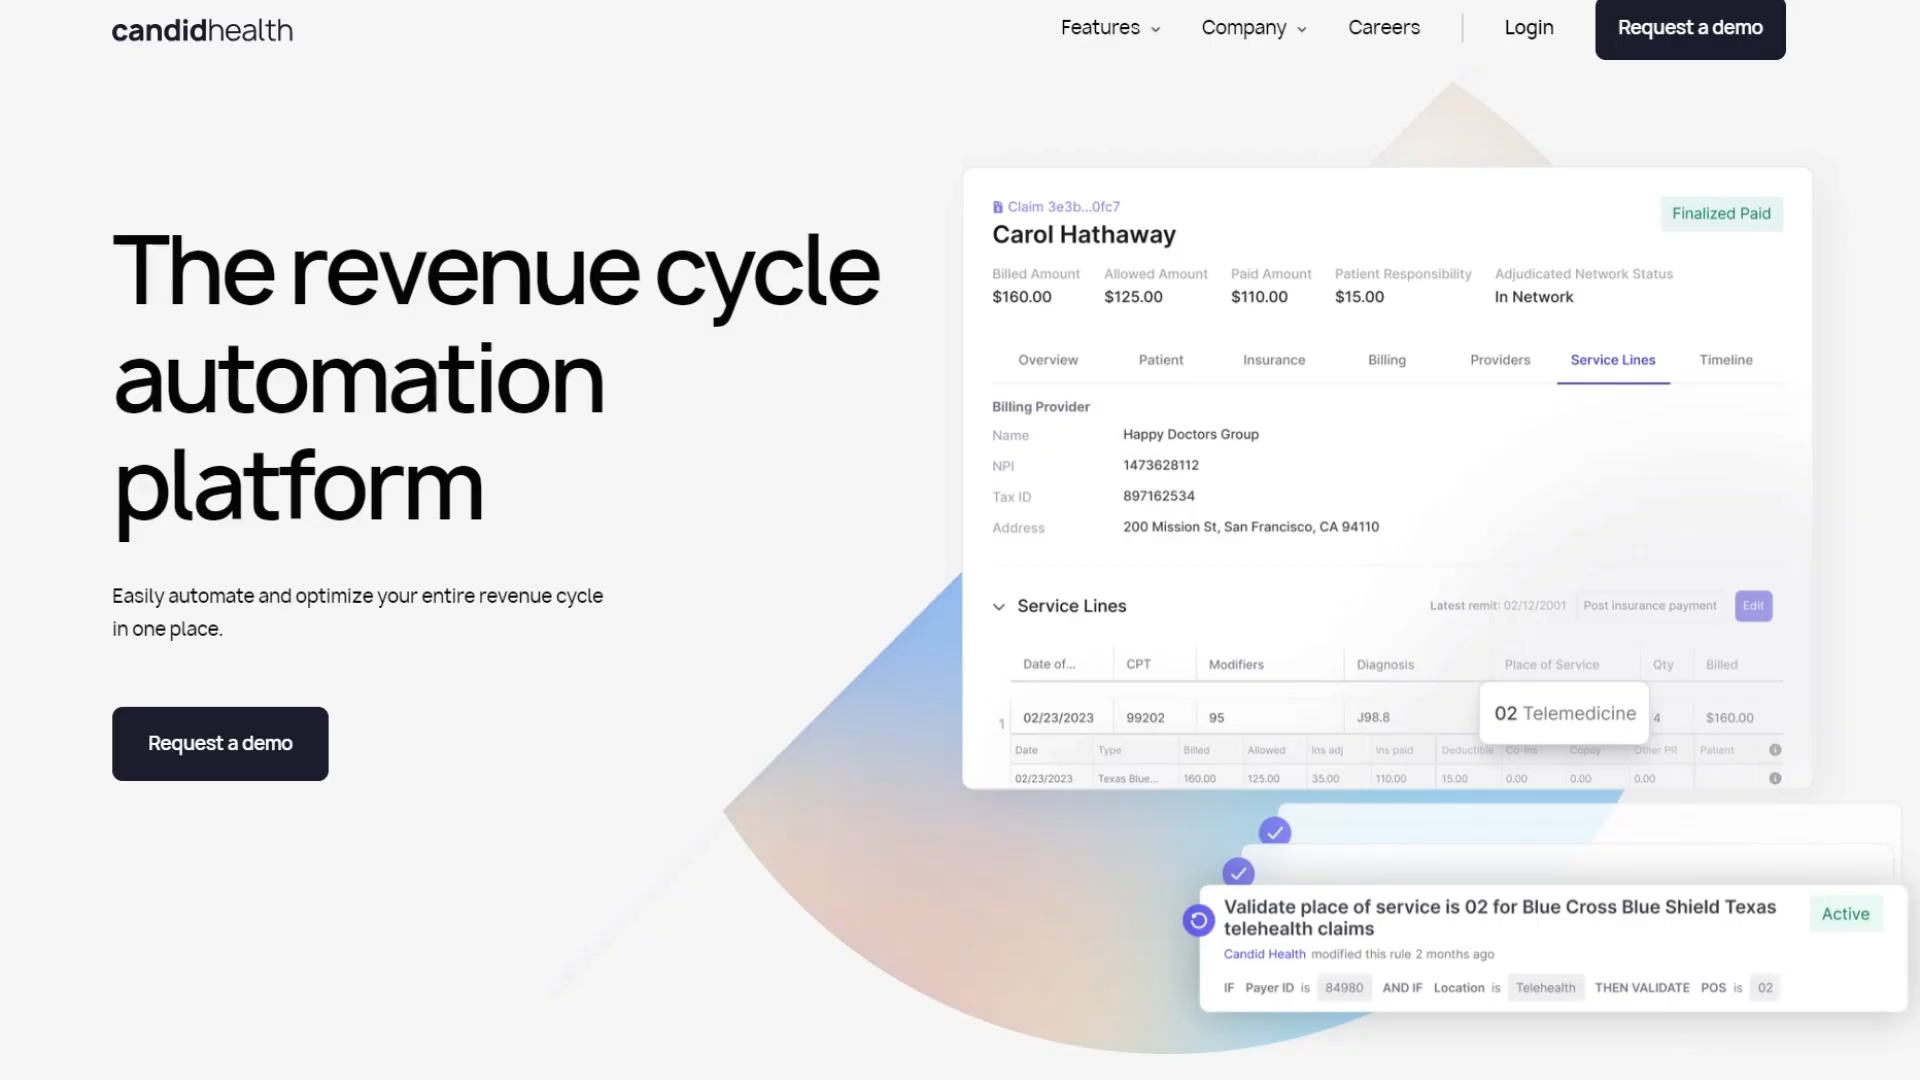 candidhealth
Features
Company
Careers
Login
Request a demo
The revenue cycle
automation
platform
Easily automate and optimize your entire revenue cycle
in one place.
Request a demo
Claim 3e3b...0fc7
Finalized Paid
Carol Hathaway
Billed Amount Allowed Amount Paid Amount Patient Responsibility Adjudicated Network Status
$160.00 $125.00 $110.00 $15.00 In Network
Overview Patient Insurance Billing Providers Service Lines Timeline
Billing Provider
Name Happy Doctors Group
NPI 1473628112
Tax ID 897162534
Address 200 Mission St, San Francisco, CA 94110
Service Lines Latest remit: 02/12/2001 Post insurance payment Edit
Date of... CPT Modifiers Diagnosis Place of Service Qty Billed
1 02/23/2023 99202 95 J98.8 02 Telemedicine 4 $160.00
Date Type Billed Allowed Ins adj Ins paid Deductible Co-Ins Copay Other PR Patient
02/23/2023 Texas Blue... 160.00 125.00 35.00 110.00 15.00 0.00 0.00 0.00
Validate place of service is 02 for Blue Cross Blue Shield Texas
telehealth claims
Active
Candid Health modified this rule 2 months ago
IF Payer ID is 84980 AND IF Location is Telehealth THEN VALIDATE POS is 02